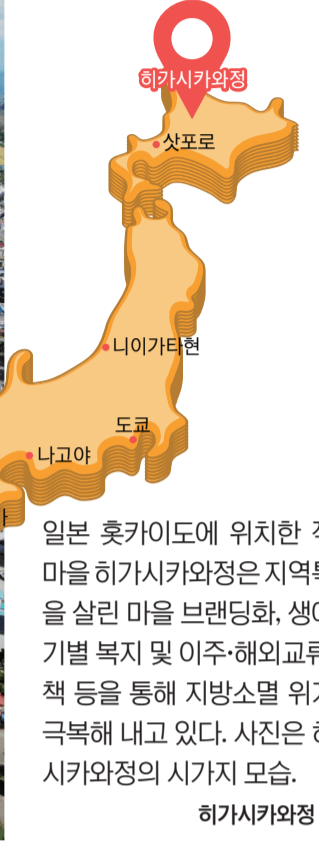 히가시카와정
삿포로
니이가타현
도쿄
나고야
일본 홋카이도에 위치한
마을 히가시카와정은 지역특
을 살린 마을 브랜딩화, 생애
기별 복지 및 이주·해외교류
책 등을 통해 지방소멸 위기
극복해 내고 있다. 사진은 히
시카와정의 시가지 모습.
히가시카와정